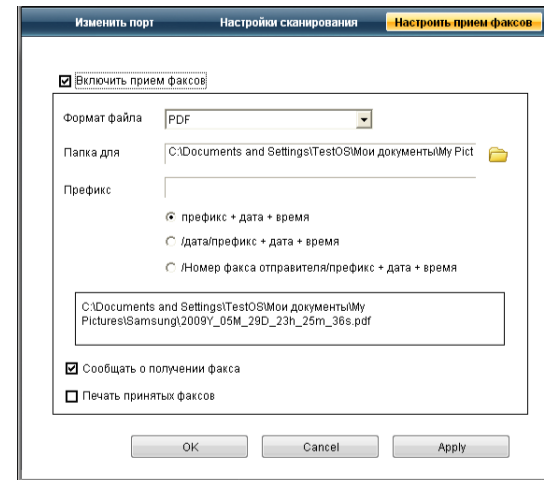 Изменить порт Настройки сканирования Настроить прием факсов
Включить прием факсов
Формат файла PDF
Папка для C:\Documents and Settings\TestOS\Мои документы\My Pict
Префикс
префикс + дата + время
/дата/префикс + дата + время
/Номер факса отправителя/префикс + дата + время
C:\Documents and Settings\TestOS\Мои документы\My
Pictures\Samsung\2009Y_05M_29D_23h_25m_36s.pdf
Сообщать о получении факса
Печать принятых факсов
OK Cancel Apply